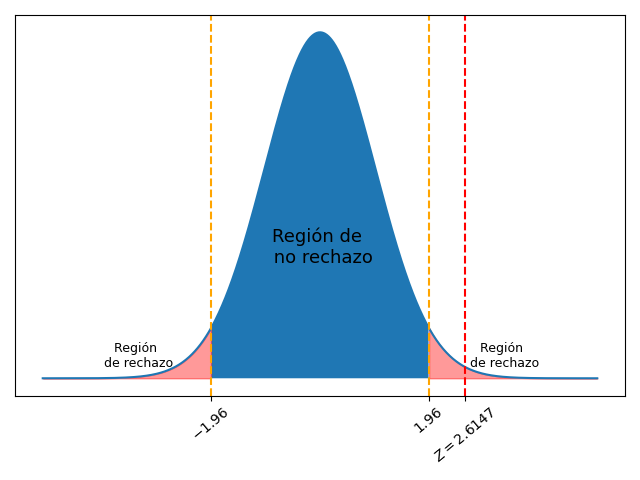 Región de
no rechazo
Región
de rechazo
Región
de rechazo
−1.96
1.96
Z = 2.6147